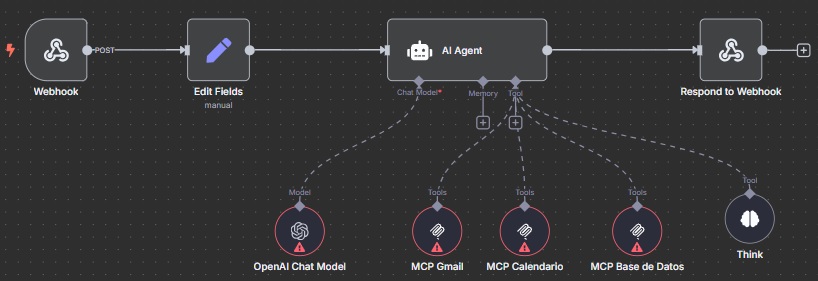 POST
AI Agent
Webhook
Edit Fields
manual
Respond to Webhook
Chat Model*
Memory
Tool
Model
Tools
Tools
Tools
Tool
OpenAI Chat Model
MCP Gmail
MCP Calendario
MCP Base de Datos
Think